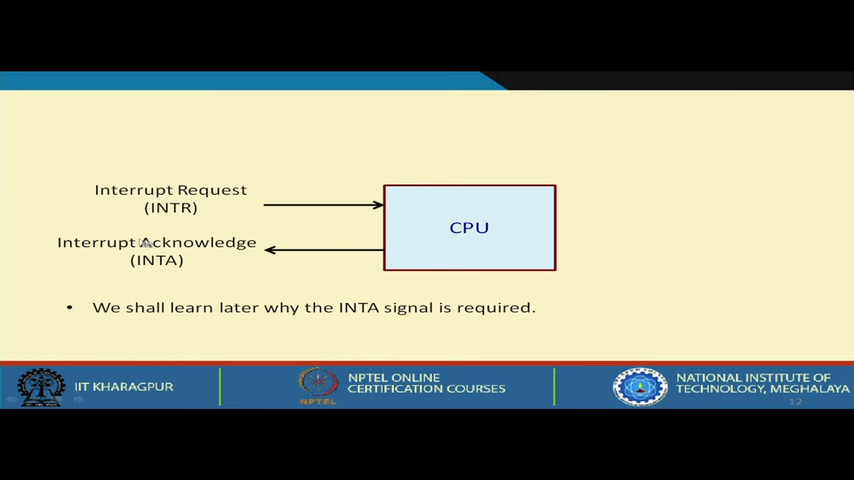 Interrupt Request
(INTR)
Interrupt Acknowledge
(INTA)
CPU
• We shall learn later why the INTA signal is required.
IIT KHARAGPUR
NPTEL
NPTEL ONLINE
CERTIFICATION COURSES
NATIONAL INSTITUTE OF
TECHNOLOGY, MEGHALAYA
12